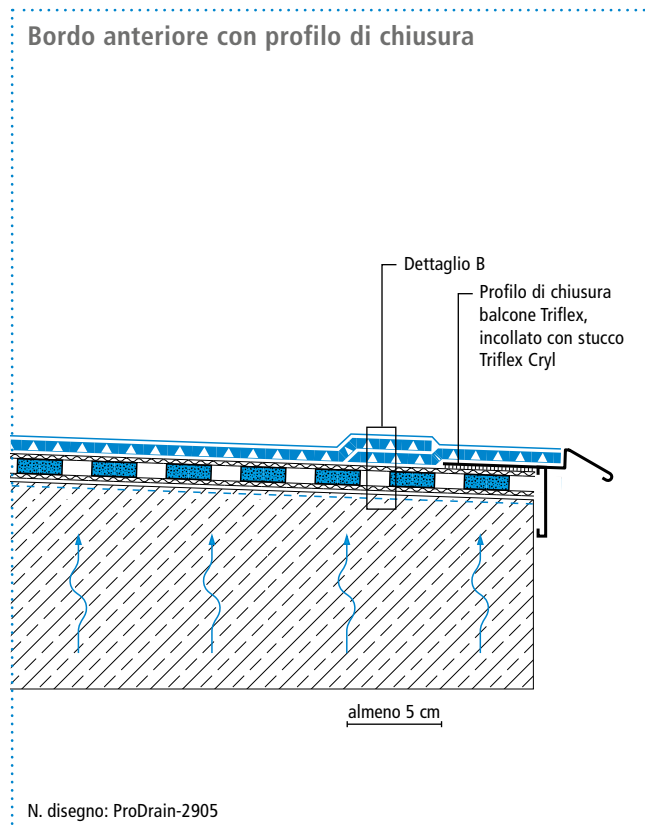 Bordo anteriore con profilo di chiusura
Dettaglio B
Profilo di chiusura
balcone Triflex,
incollato con stucco
Triflex Cryl
almeno 5 cm
N. disegno: ProDrain-2905